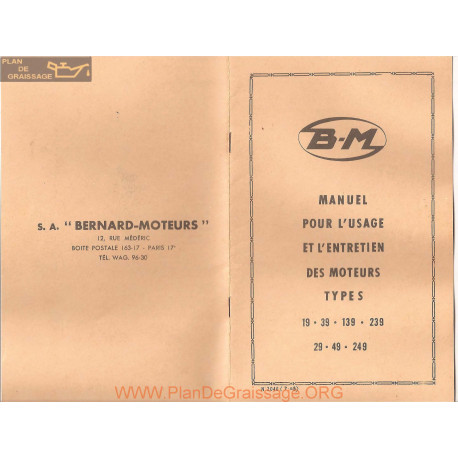 PLAN
DE
GRAISSAGE
S. A. " BERNARD-MOTEURS "
12, RUE MÉDÉRIC
BOITE POSTALE 163-17 - PARIS 17ᵉ
TÉL. WAG. 96-30
B-M
MANUEL
POUR L'USAGE
ET L'ENTRETIEN
DES MOTEURS
TYPES
19 • 39 • 139 • 239
29 • 49 • 249
www.PlanDeGraissage.ORG